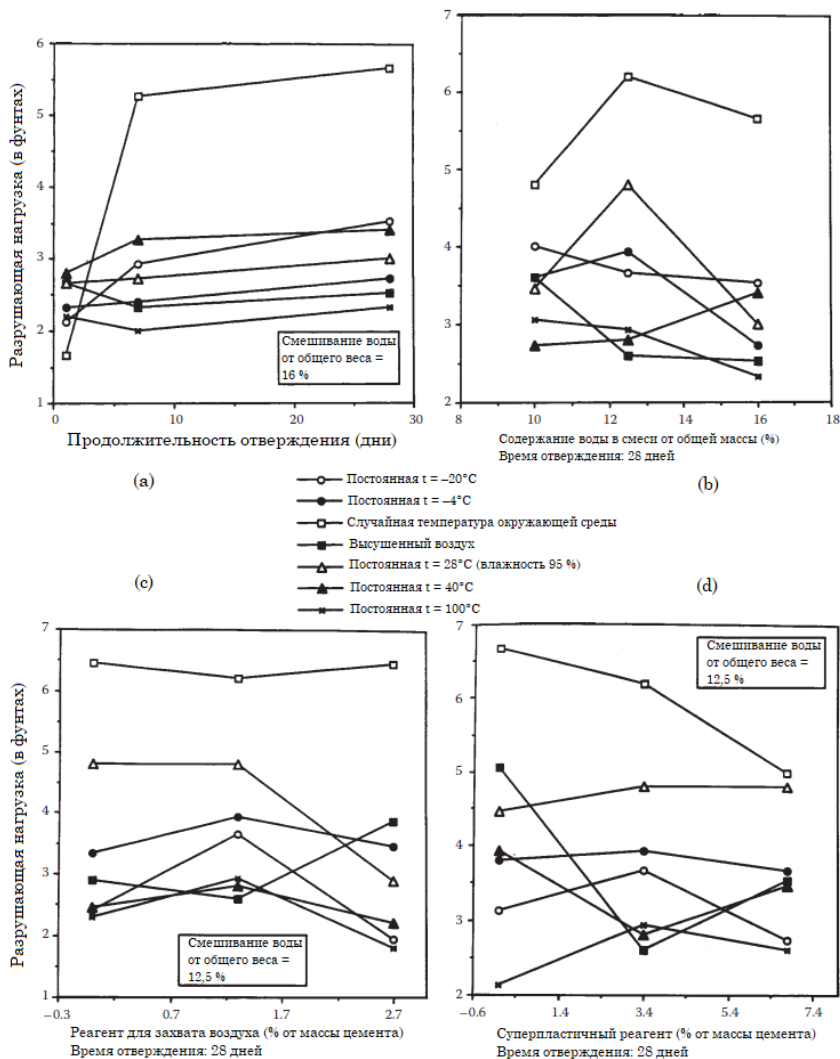 6
5
4
3
2
1
Разрушающая нагрузка (в фунтах)
Смешивание воды
от общего веса =
16 %
0
10
20
30
Продолжительность отверждения (дни)
(a)
7
6
5
4
3
2
8
10
12
14
16
18
Содержание воды в смеси от общей массы (%)
Время отверждения: 28 дней
(b)
Постоянная t = –20°C
Постоянная t = –4°C
Случайная температура окружающей среды
Высушенный воздух
Постоянная t = 28°C (влажность 95 %)
Постоянная t = 40°C
Постоянная t = 100°C
(c)
(d)
7
6
5
4
3
2
1
Разрушающая нагрузка (в фунтах)
Смешивание воды
от общего веса =
12,5 %
–0.3
0.7
1.7
2.7
Реагент для захвата воздуха (% от массы цемента)
Время отверждения: 28 дней
7
6
5
4
3
2
Смешивание воды
от общего веса =
12,5 %
–0.6
1.4
3.4
5.4
7.4
Суперпластичный реагент (% от массы цемента)
Время отверждения: 28 дней